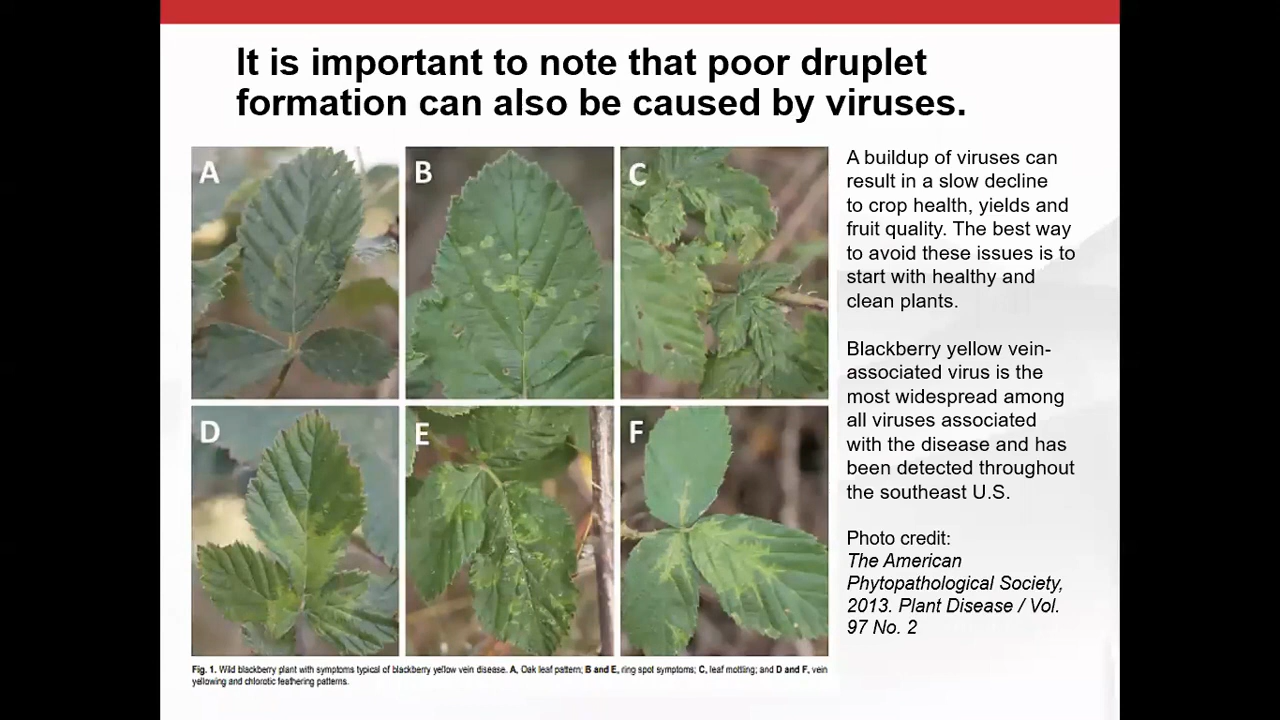 It is important to note that poor druplet
formation can also be caused by viruses.
A
B
C
D
E
F
Fig. 1. Wild blackberry plant with symptoms typical of blackberry yellow vein disease. A, Oak leaf pattern; B and E, ring spot symptoms; C, leaf mottling; and D and F, vein
yellowing and chlorotic feathering patterns.
A buildup of viruses can
result in a slow decline
to crop health, yields and
fruit quality. The best way
to avoid these issues is to
start with healthy and
clean plants.
Blackberry yellow vein-
associated virus is the
most widespread among
all viruses associated
with the disease and has
been detected throughout
the southeast U.S.
Photo credit:
The American
Phytopathological Society,
2013. Plant Disease / Vol.
97 No. 2